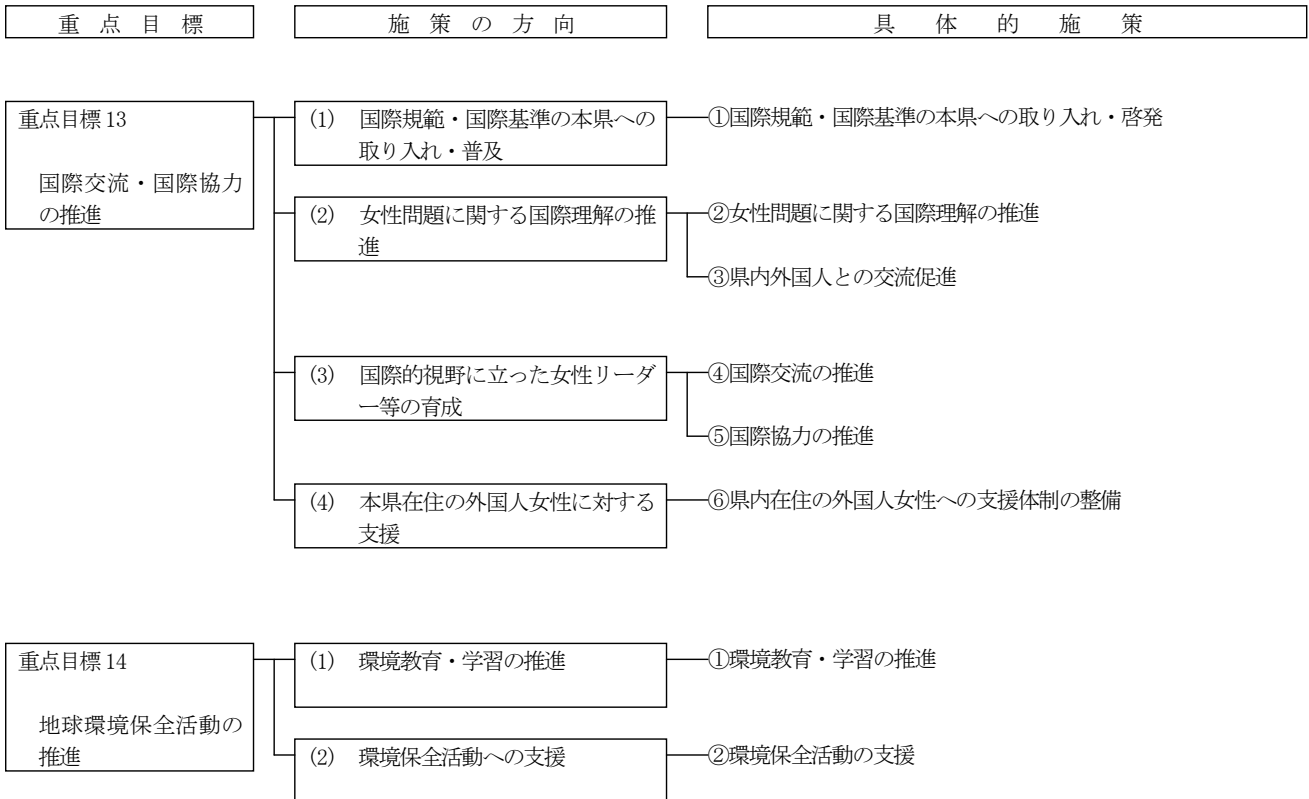 重点目標
施策の方向
具体的施策
重点目標13
国際交流・国際協力
の推進
(1) 国際規範・国際基準の本県への
取り入れ・普及
①国際規範・国際基準の本県への取り入れ・啓発
(2) 女性問題に関する国際理解の推
進
②女性問題に関する国際理解の推進
③県内外国人との交流促進
(3) 国際的視野に立った女性リーダ
ー等の育成
④国際交流の推進
⑤国際協力の推進
(4) 本県在住の外国人女性に対する
支援
⑥県内在住の外国人女性への支援体制の整備
重点目標14
地球環境保全活動の
推進
(1) 環境教育・学習の推進
①環境教育・学習の推進
(2) 環境保全活動への支援
②環境保全活動の支援